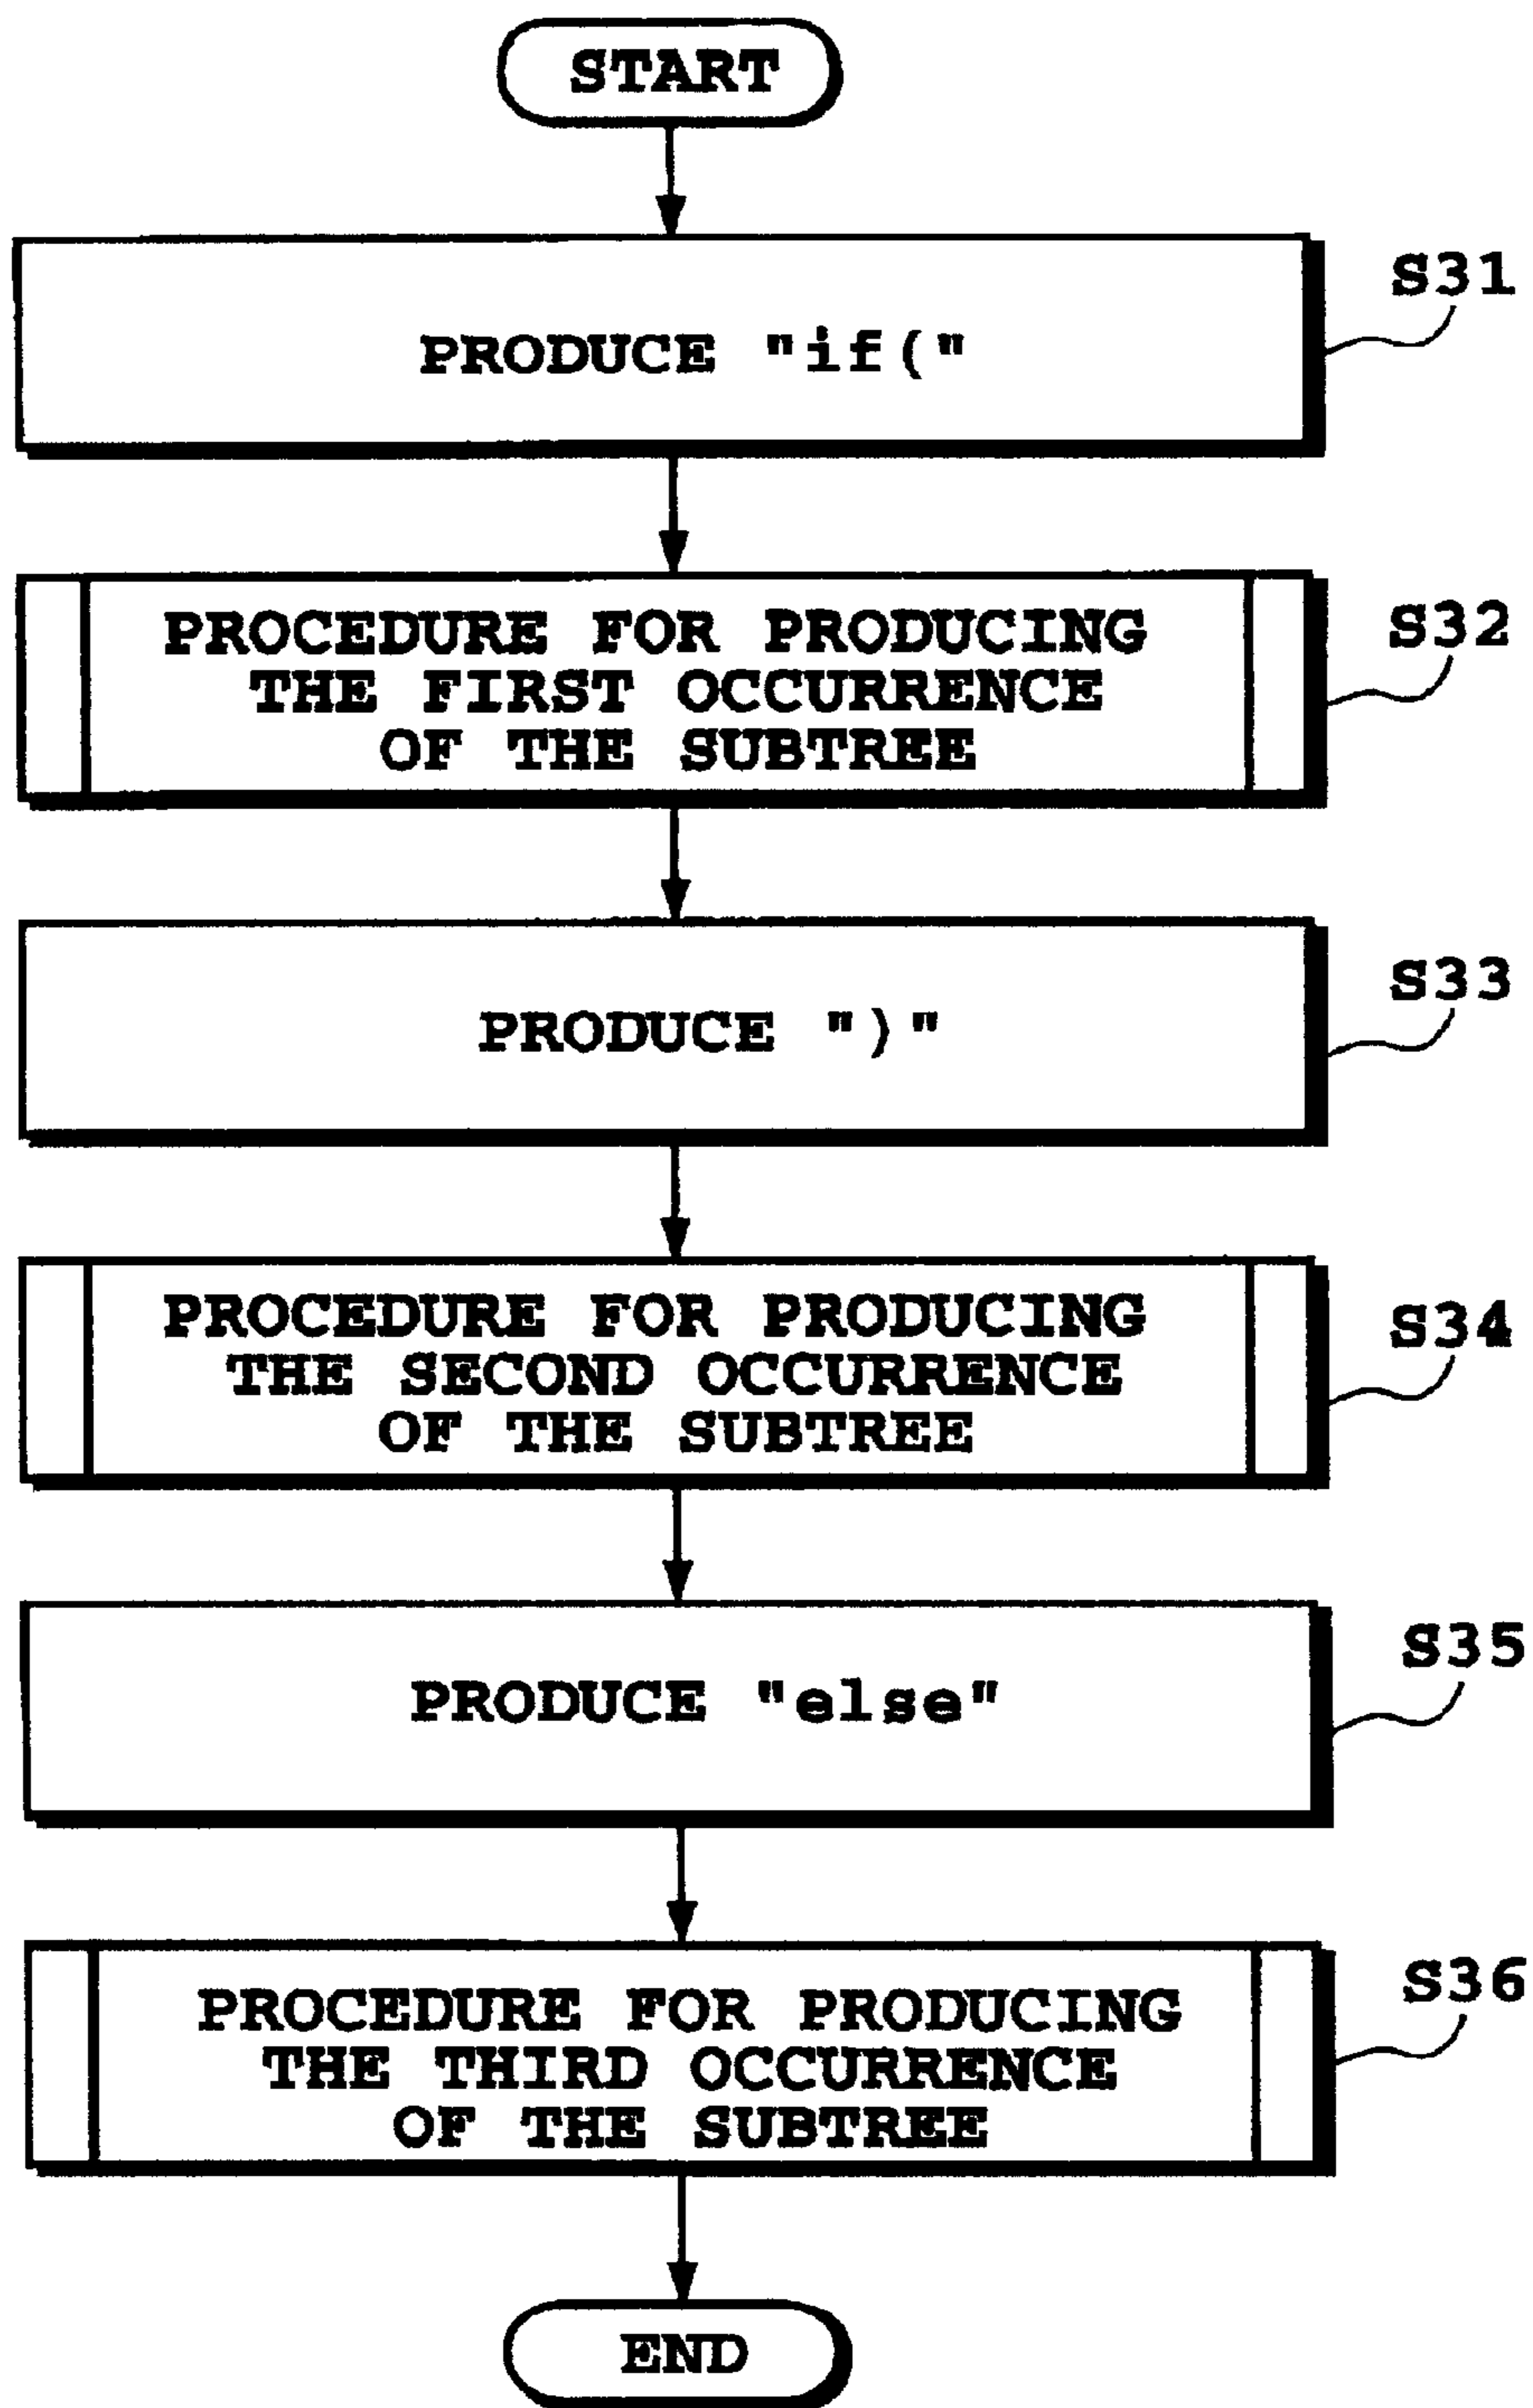 START
PRODUCE "if("
S31
PROCEDURE FOR PRODUCING
THE FIRST OCCURRENCE
OF THE SUBTREE
S32
PRODUCE ")"
S33
PROCEDURE FOR PRODUCING
THE SECOND OCCURRENCE
OF THE SUBTREE
S34
PRODUCE "else"
S35
PROCEDURE FOR PRODUCING
THE THIRD OCCURRENCE
OF THE SUBTREE
S36
END